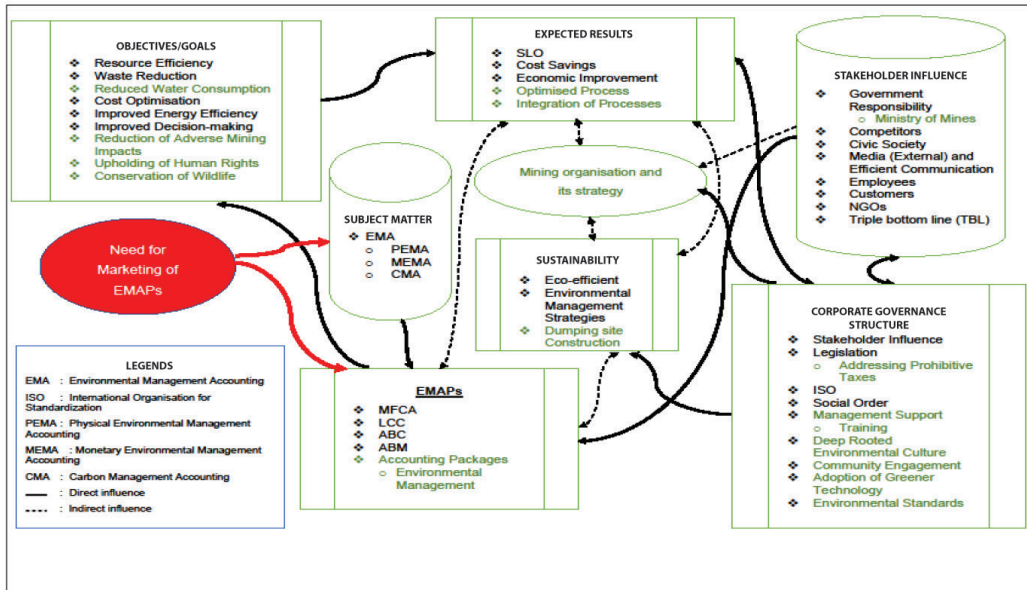 OBJECTIVES/GOALS
❖ Resource Efficiency
❖ Waste Reduction
❖ Reduced Water Consumption
❖ Cost Optimisation
❖ Improved Energy Efficiency
❖ Improved Decision-making
❖ Reduction of Adverse Mining
Impacts
❖ Upholding of Human Rights
❖ Conservation of Wildlife
EXPECTED RESULTS
❖ SLO
❖ Cost Savings
❖ Economic Improvement
❖ Optimised Process
❖ Integration of Processes
STAKEHOLDER INFLUENCE
❖ Government
Responsibility
o Ministry of Mines
❖ Competitors
❖ Civic Society
❖ Media (External) and
Efficient Communication
❖ Employees
❖ Customers
❖ NGOs
❖ Triple bottom line (TBL)
Mining organisation and
its strategy
SUBJECT MATTER
❖ EMA
o PEMA
o MEMA
o CMA
Need for
Marketing of
EMAPs
SUSTAINABILITY
❖ Eco-efficient
❖ Environmental
Management
Strategies
❖ Dumping site
Construction
CORPORATE GOVERNANCE
STRUCTURE
❖ Stakeholder Influence
❖ Legislation
o Addressing Prohibitive
Taxes
❖ ISO
❖ Social Order
❖ Management Support
o Training
❖ Deep Rooted
Environmental Culture
❖ Community Engagement
❖ Adoption of Greener
Technology
❖ Environmental Standards
LEGENDS
EMA : Environmental Management Accounting
ISO : International Organisation for
Standardization
PEMA : Physical Environmental Management
Accounting
MEMA : Monetary Environmental Management
Accounting
CMA : Carbon Management Accounting
: Direct influence
: Indirect influence
EMAPs
❖ MFCA
❖ LCC
❖ ABC
❖ ABM
❖ Accounting Packages
o Environmental
Management